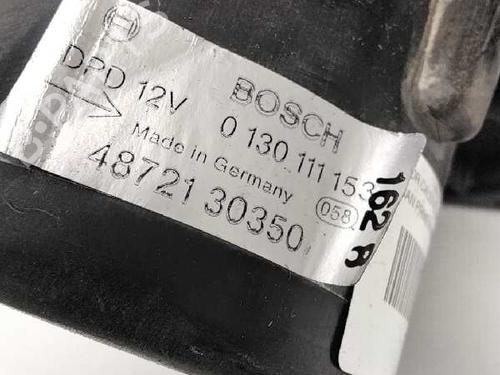 BOSCH
DPD 12V
0 130 111 153
Made in Germany
058
48721 30350
162 R